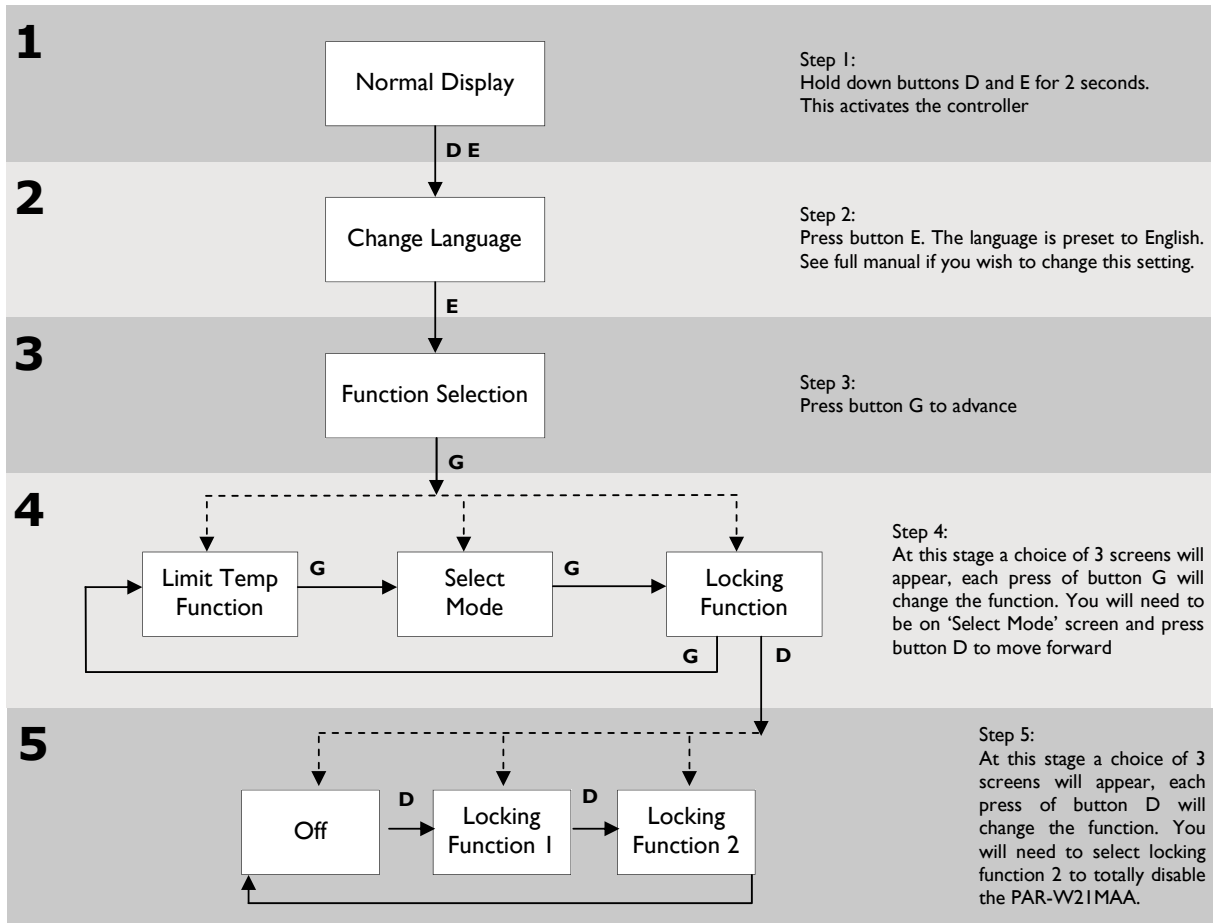 1
Normal Display
Step 1:
Hold down buttons D and E for 2 seconds.
This activates the controller
D E
2
Change Language
Step 2:
Press button E. The language is preset to English.
See full manual if you wish to change this setting.
E
3
Function Selection
Step 3:
Press button G to advance
G
4
Limit Temp
Function
G
Select
Mode
G
Locking
Function
G
D
Step 4:
At this stage a choice of 3 screens will
appear, each press of button G will
change the function. You will need to
be on ‘Select Mode’ screen and press
button D to move forward
5
Off
D
Locking
Function 1
D
Locking
Function 2
Step 5:
At this stage a choice of 3
screens will appear, each
press of button D will
change the function. You
will need to select locking
function 2 to totally disable
the PAR-W21MAA.